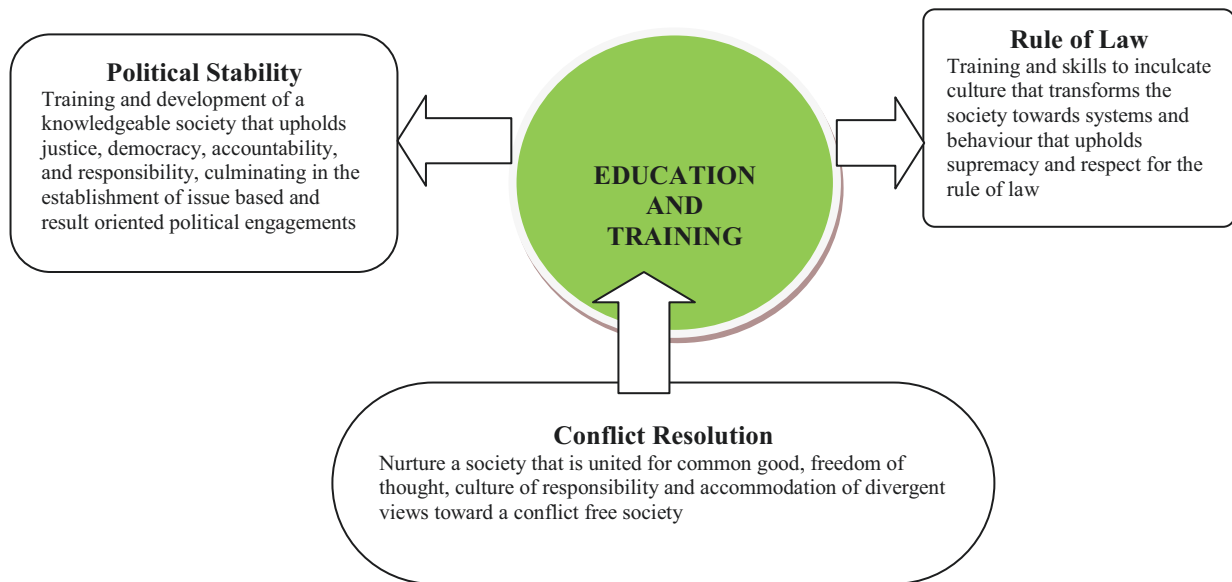 Political Stability
Training and development of a
knowledgeable society that upholds
justice, democracy, accountability,
and responsibility, culminating in the
establishment of issue based and
result oriented political engagements
EDUCATION
AND
TRAINING
Rule of Law
Training and skills to inculcate
culture that transforms the
society towards systems and
behaviour that upholds
supremacy and respect for the
rule of law
Conflict Resolution
Nurture a society that is united for common good, freedom of
thought, culture of responsibility and accommodation of divergent
views toward a conflict free society